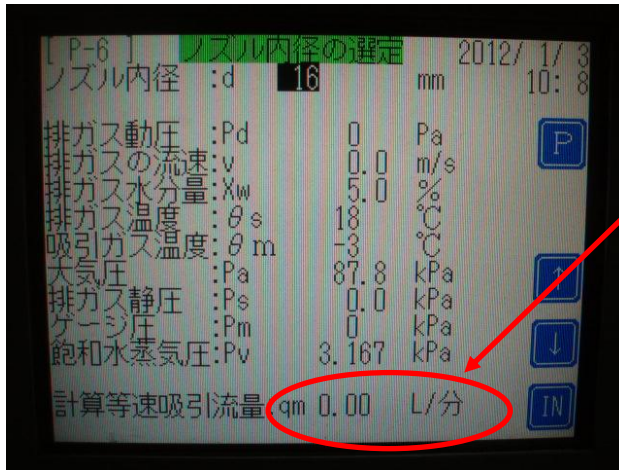 [ P-6 ] ノズル内径の選定 2012/ 1/ 3
ノズル内径 :d 16 mm 10: 8
排ガス動圧 :Pd 0 Pa P
排ガスの流速:v 0.0 m/s
排ガス水分量:Xw 5.0 %
排ガス温度 :θs 18 ℃
吸引ガス温度:θm -3 ℃
大気圧 :Pa 87.8 kPa ↑
排ガス静圧 :Ps 0.0 kPa
ゲージ圧 :Pm 0 kPa
飽和水蒸気圧:Pv 3.167 kPa ↓
計算等速吸引流量:qm 0.00 L/分 IN